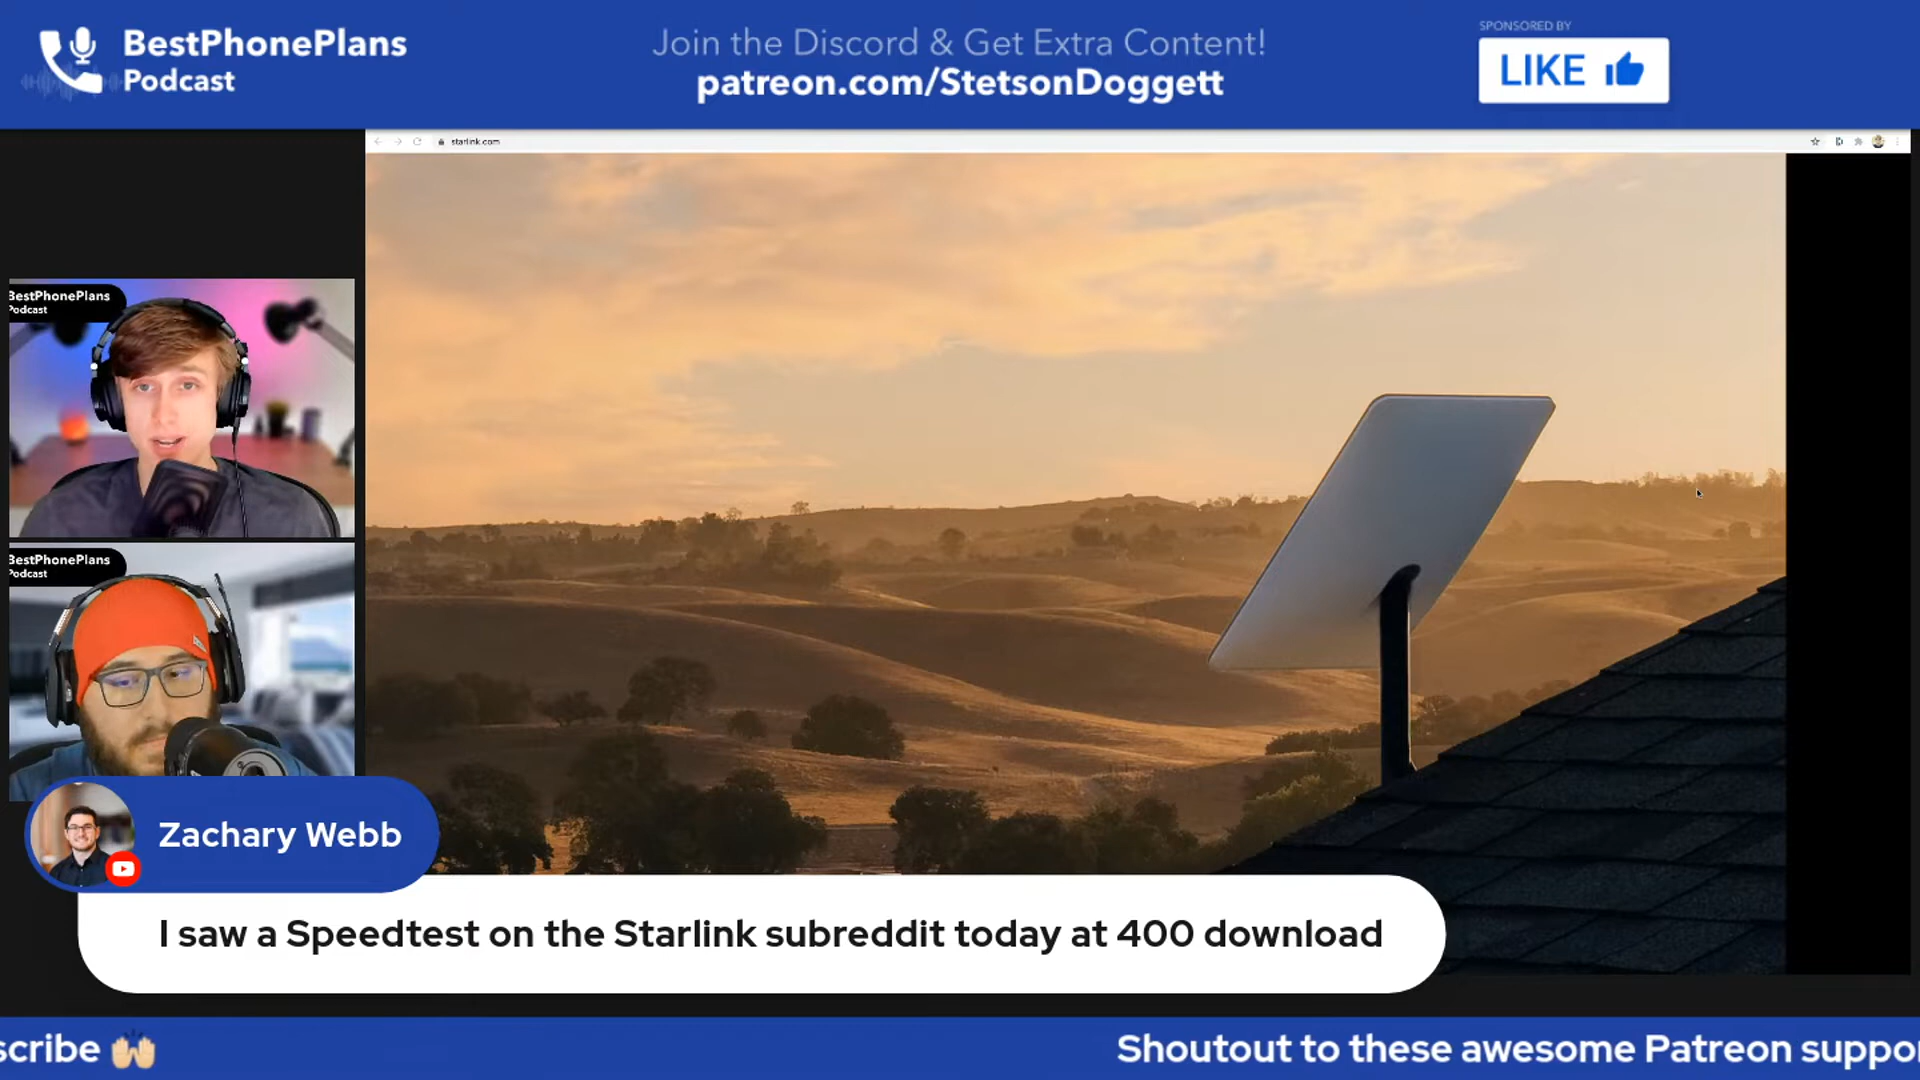 BestPhonePlans
Podcast
Join the Discord & Get Extra Content!
patreon.com/StetsonDoggett
SPONSORED BY
LIKE
starlink.com
BestPhonePlans
Podcast
BestPhonePlans
Podcast
Zachary Webb
I saw a Speedtest on the Starlink subreddit today at 400 download
scribe 🙌🏼
Shoutout to these awesome Patreon suppo